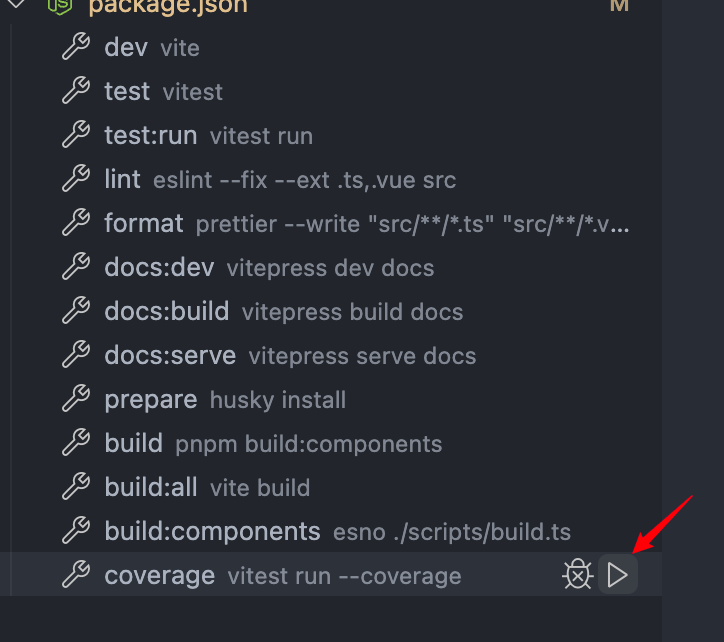 package.json M
dev vite
test vitest
test:run vitest run
lint eslint --fix --ext .ts,.vue src
format prettier --write "src/**/*.ts" "src/**/*.v...
docs:dev vitepress dev docs
docs:build vitepress build docs
docs:serve vitepress serve docs
prepare husky install
build pnpm build:components
build:all vite build
build:components esno ./scripts/build.ts
coverage vitest run --coverage